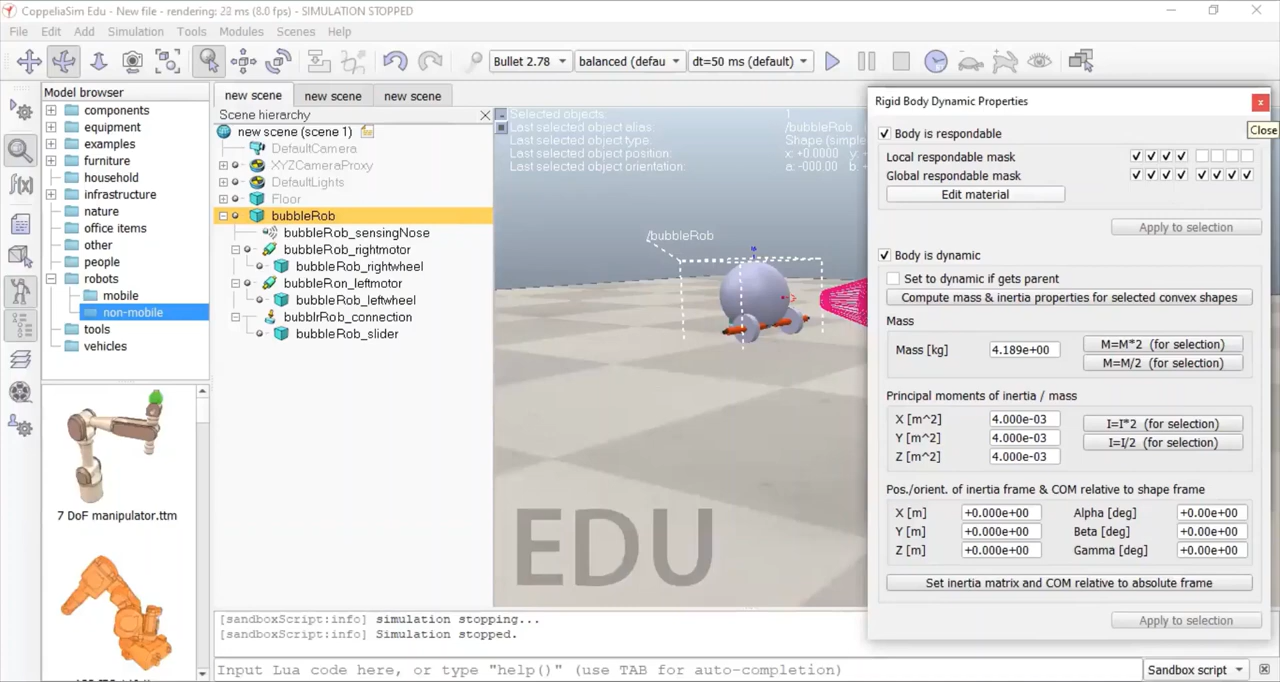 CoppeliaSim Edu - New file - rendering: 23 ms (8.0 fps) - SIMULATION STOPPED
File Edit Add Simulation Tools Modules Scenes Help
Bullet 2.78 balanced (defau dt=50 ms (default)
Model browser
components
equipment
examples
furniture
household
infrastructure
nature
office items
other
people
robots
mobile
non-mobile
tools
vehicles
7 DoF manipulator.ttm
new scene new scene new scene
Scene hierarchy
new scene (scene 1)
DefaultCamera
XYZCameraProxy
DefaultLights
Floor
bubbleRob
bubbleRob_sensingNose
bubbleRob_rightmotor
bubbleRob_rightwheel
bubbleRon_leftmotor
bubbleRob_leftwheel
bubblrRob_connection
bubbleRob_slider
Selected objects: 1
Last selected object alias: /bubbleRob
Last selected object type: Shape (simple
Last selected object position: x: +0.0000 y:
Last selected object orientation: a: -000.00 b:
/bubbleRob
EDU
Rigid Body Dynamic Properties
x
Close
Body is respondable
Local respondable mask
Global respondable mask
Edit material
Apply to selection
Body is dynamic
Set to dynamic if gets parent
Compute mass & inertia properties for selected convex shapes
Mass
Mass [kg] 4.189e+00 M=M*2 (for selection)
M=M/2 (for selection)
Principal moments of inertia / mass
X [m^2] 4.000e-03 I=I*2 (for selection)
Y [m^2] 4.000e-03 I=I/2 (for selection)
Z [m^2] 4.000e-03
Pos./orient. of inertia frame & COM relative to shape frame
X [m] +0.000e+00 Alpha [deg] +0.00e+00
Y [m] +0.000e+00 Beta [deg] +0.00e+00
Z [m] +0.000e+00 Gamma [deg] +0.00e+00
Set inertia matrix and COM relative to absolute frame
Apply to selection
[sandboxScript:info] simulation stopping...
[sandboxScript:info] Simulation stopped.
Input Lua code here, or type "help()" (use TAB for auto-completion)
Sandbox script